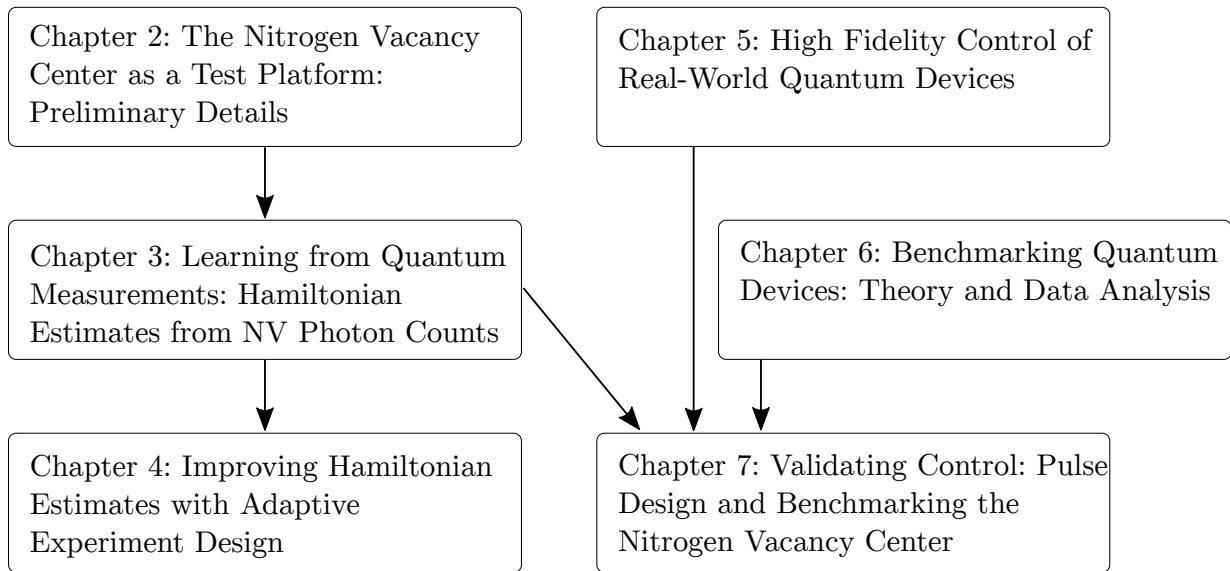 Chapter 2: The Nitrogen Vacancy
Center as a Test Platform:
Preliminary Details
Chapter 5: High Fidelity Control of
Real-World Quantum Devices
Chapter 3: Learning from Quantum
Measurements: Hamiltonian
Estimates from NV Photon Counts
Chapter 6: Benchmarking Quantum
Devices: Theory and Data Analysis
Chapter 4: Improving Hamiltonian
Estimates with Adaptive
Experiment Design
Chapter 7: Validating Control: Pulse
Design and Benchmarking the
Nitrogen Vacancy Center